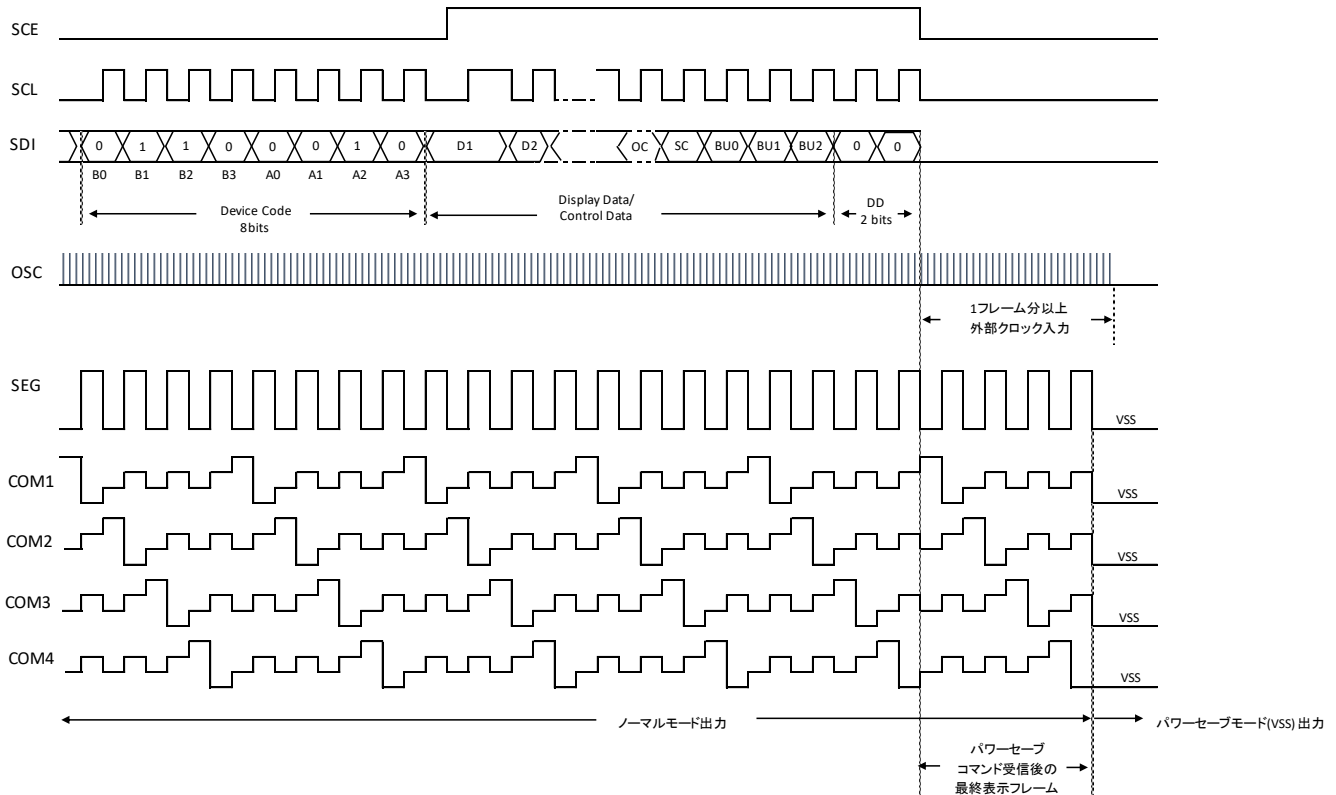 SCE
SCL
SDI
0 1 1 0 0 0 1 0 D1 D2 OC SC BU0 BU1 BU2 0 0
B0 B1 B2 B3 A0 A1 A2 A3
Device Code
8bits
Display Data/
Control Data
DD
2 bits
OSC
1フレーム分以上
外部クロック入力
SEG
VSS
COM1
VSS
COM2
VSS
COM3
VSS
COM4
VSS
ノーマルモード出力
パワーセーブモード(VSS) 出力
パワーセーブ
コマンド受信後の
最終表示フレーム